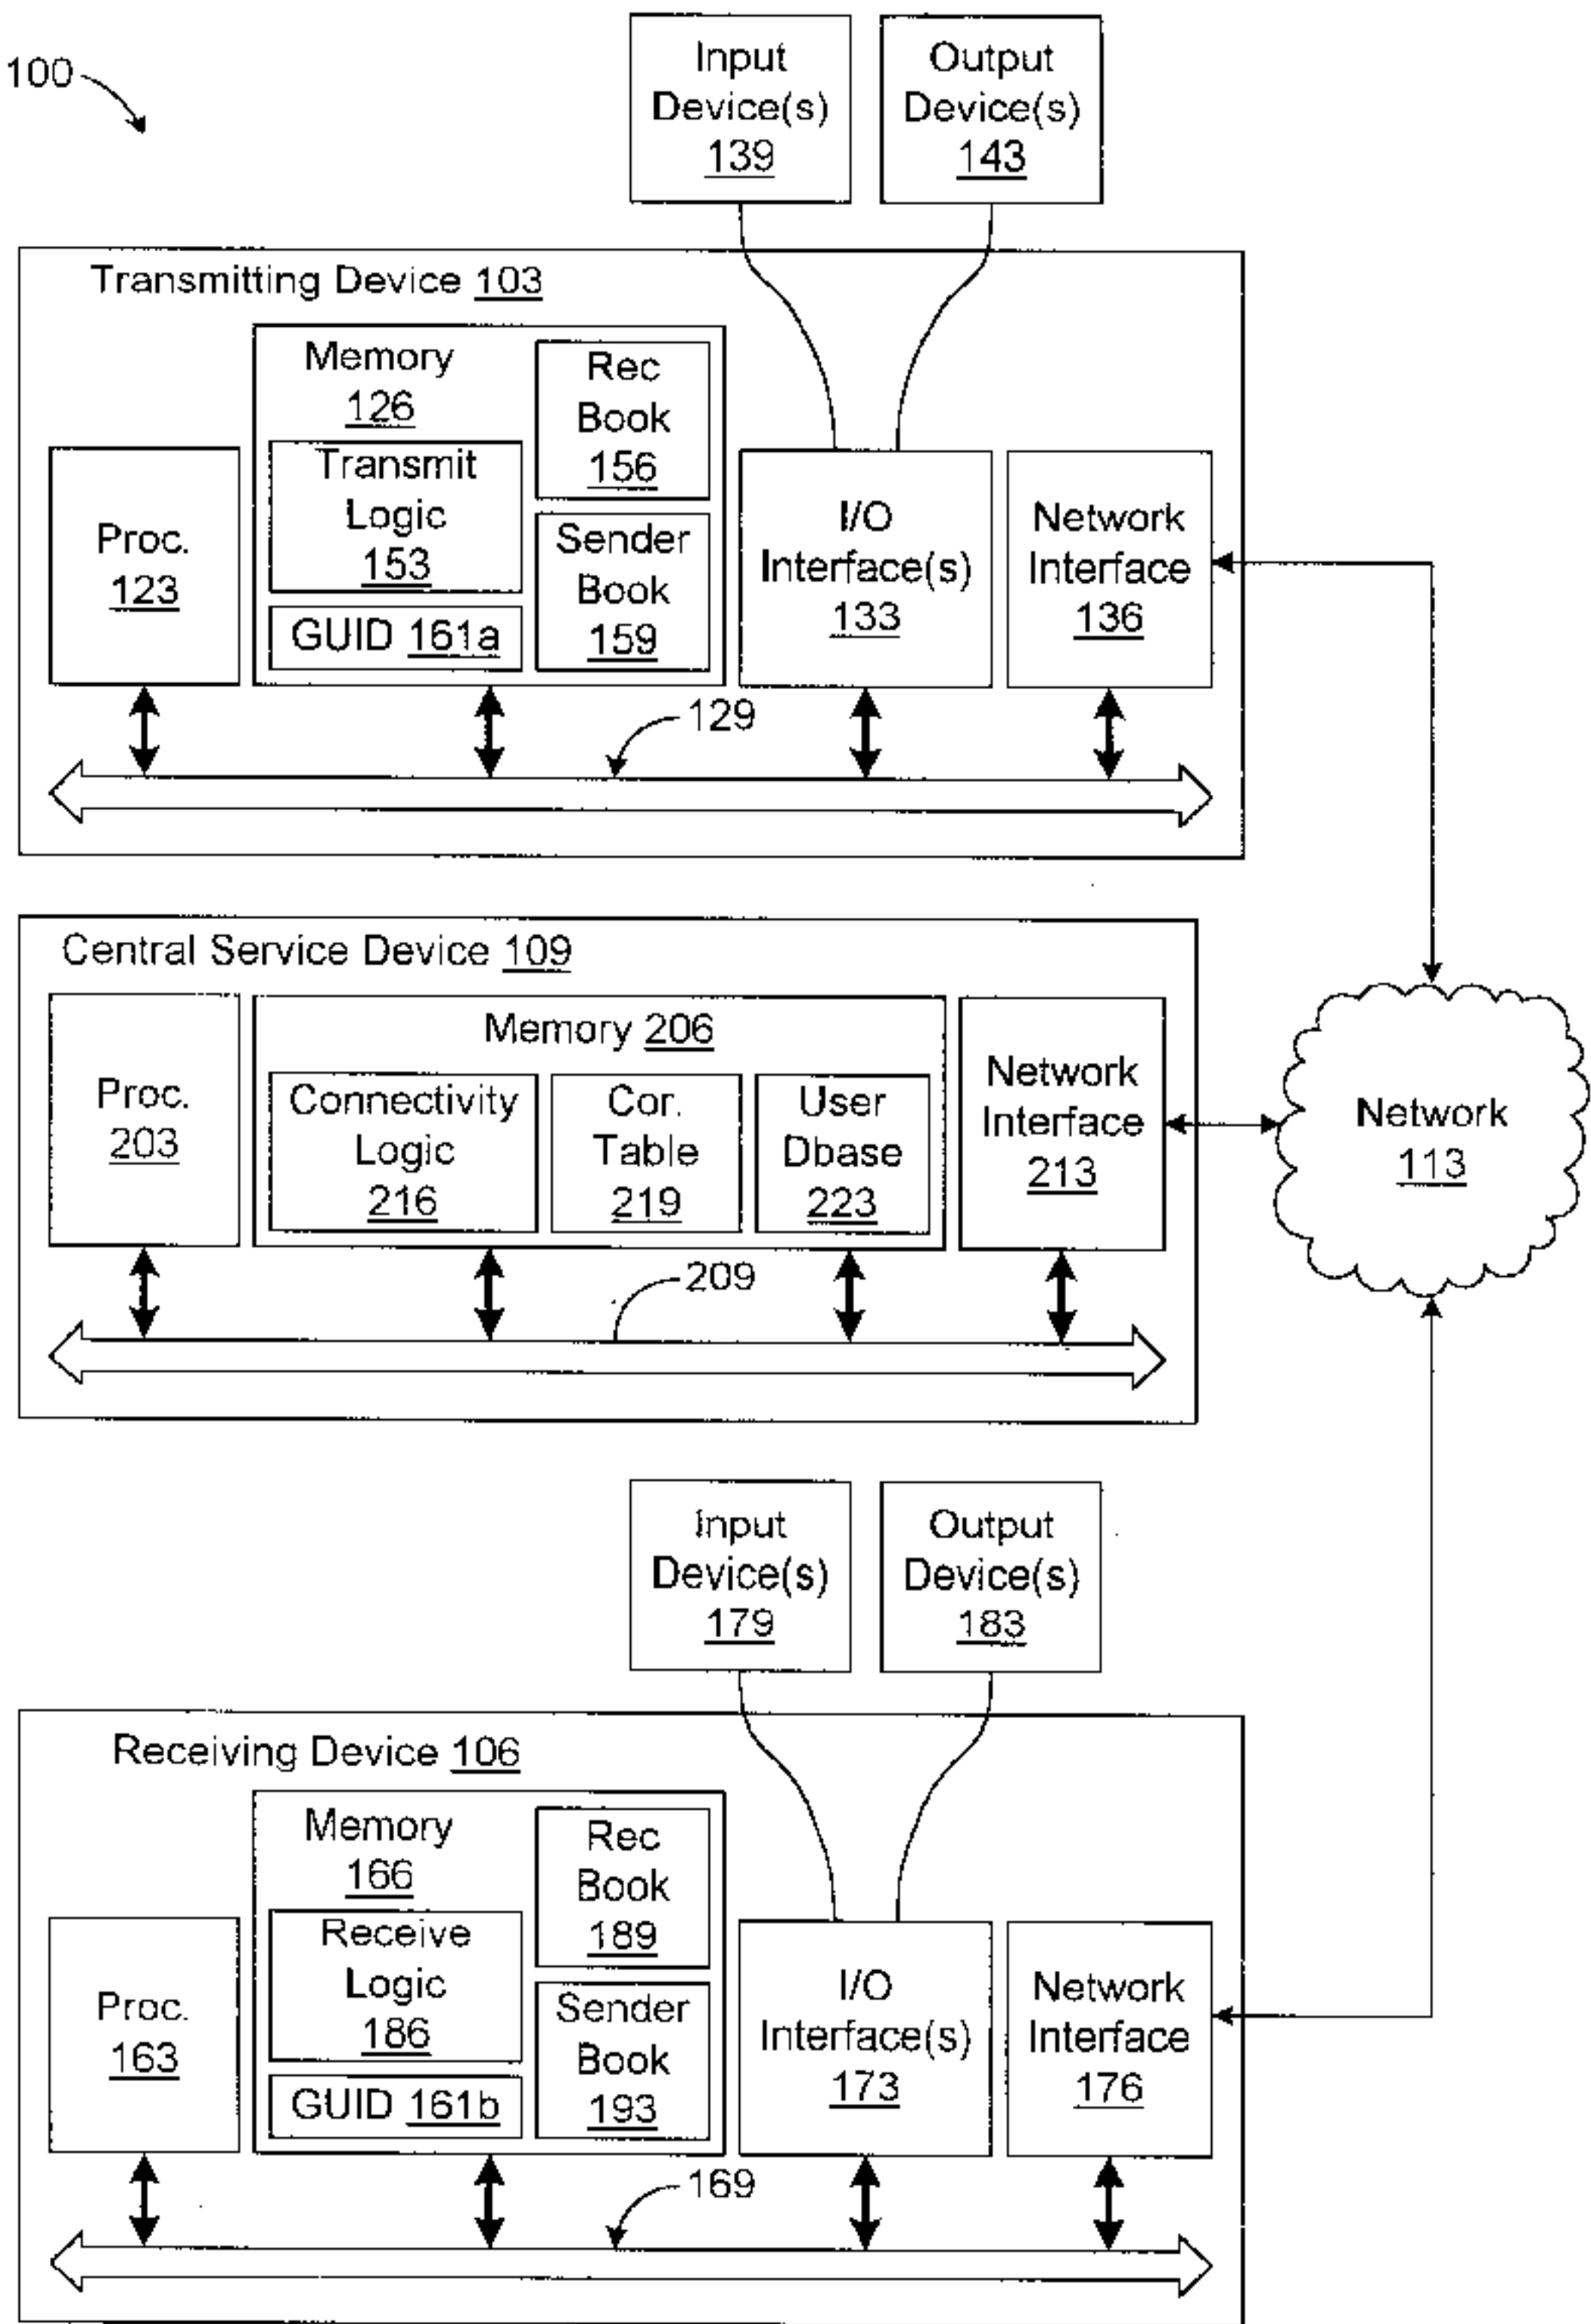 100
Input
Device(s)
139
Output
Device(s)
143
Transmitting Device 103
Memory
126
Rec
Book
156
Transmit
Logic
153
Sender
Book
159
GUID 161a
Proc.
123
I/O
Interface(s)
133
Network
Interface
136
129
Central Service Device 109
Proc.
203
Memory 206
Connectivity
Logic
216
Cor.
Table
219
User
Dbase
223
Network
Interface
213
Network
113
209
Input
Device(s)
179
Output
Device(s)
183
Receiving Device 106
Memory
166
Rec
Book
189
Receive
Logic
186
Sender
Book
193
GUID 161b
Proc.
163
I/O
Interface(s)
173
Network
Interface
176
169